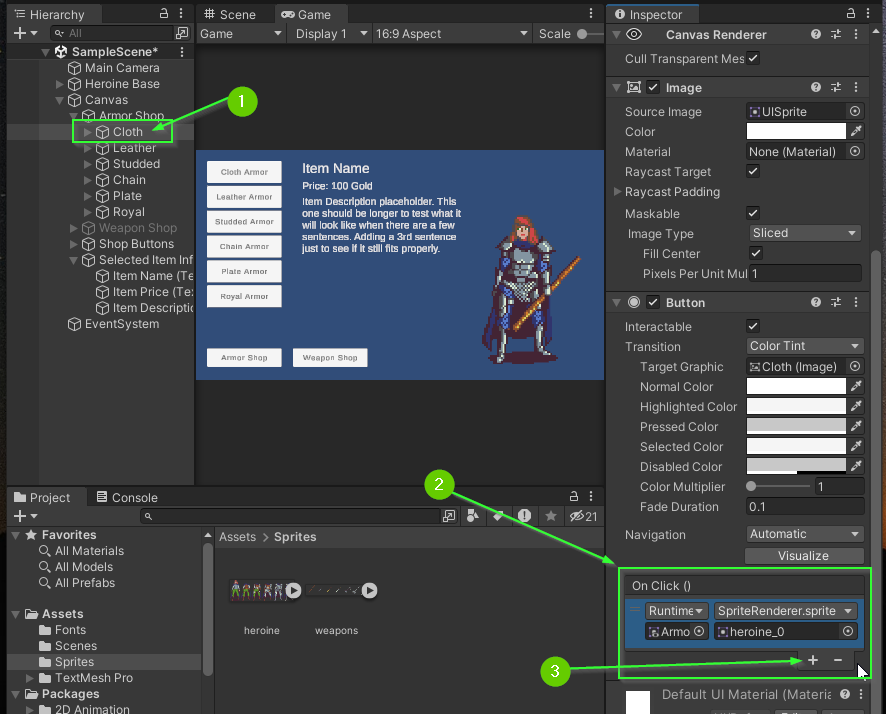 Hierarchy
All
SampleScene*
Main Camera
Heroine Base
Canvas
Armor Shop
1
Cloth
Leather
Studded
Chain
Plate
Royal
Weapon Shop
Shop Buttons
Selected Item Inf
Item Name (Te
Item Price (Tex
Item Descriptio
EventSystem
Scene
Game
Game
Display 1
16:9 Aspect
Scale
Cloth Armor
Leather Armor
Studded Armor
Chain Armor
Plate Armor
Royal Armor
Armor Shop
Weapon Shop
Item Name
Price: 100 Gold
Item Description placeholder. This
one should be longer to test what it
will look like when there are a few
sentences. Adding a 3rd sentence
just to see if it still fits properly.
Project
Console
21
Favorites
All Materials
All Models
All Prefabs
Assets
Fonts
Scenes
Sprites
TextMesh Pro
Packages
2D Animation
Assets > Sprites
heroine
weapons
Inspector
Canvas Renderer
Cull Transparent Mes
Image
Source Image UISprite
Color
Material None (Material)
Raycast Target
Raycast Padding
Maskable
Image Type Sliced
Fill Center
Pixels Per Unit Mul 1
Button
Interactable
Transition Color Tint
Target Graphic Cloth (Image)
Normal Color
Highlighted Color
Pressed Color
Selected Color
Disabled Color
Color Multiplier 1
Fade Duration 0.1
Navigation Automatic
Visualize
2
On Click ()
Runtime SpriteRenderer.sprite
Armo heroine_0
3
+ −
Default UI Material (Materia